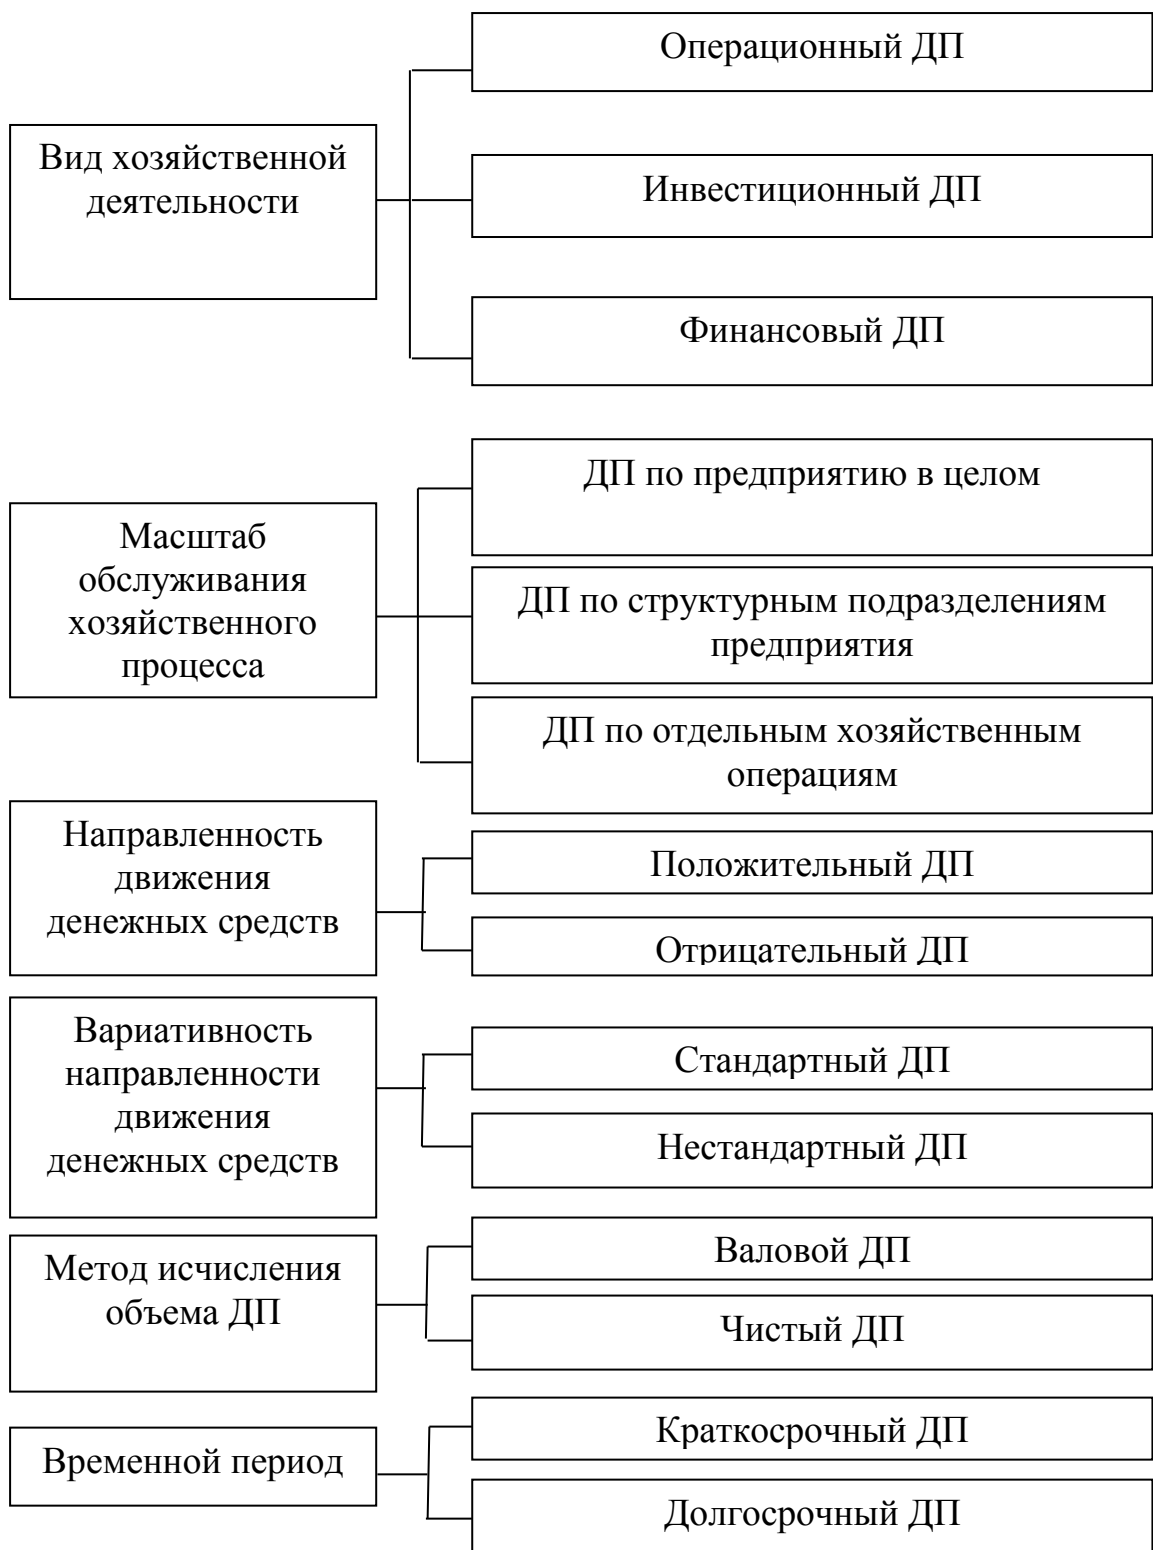 Вид хозяйственной
деятельности
Операционный ДП
Инвестиционный ДП
Финансовый ДП
Масштаб
обслуживания
хозяйственного
процесса
ДП по предприятию в целом
ДП по структурным подразделениям
предприятия
ДП по отдельным хозяйственным
операциям
Направленность
движения
денежных средств
Положительный ДП
Отрицательный ДП
Вариативность
направленности
движения
денежных средств
Стандартный ДП
Нестандартный ДП
Метод исчисления
объема ДП
Валовой ДП
Чистый ДП
Временной период
Краткосрочный ДП
Долгосрочный ДП